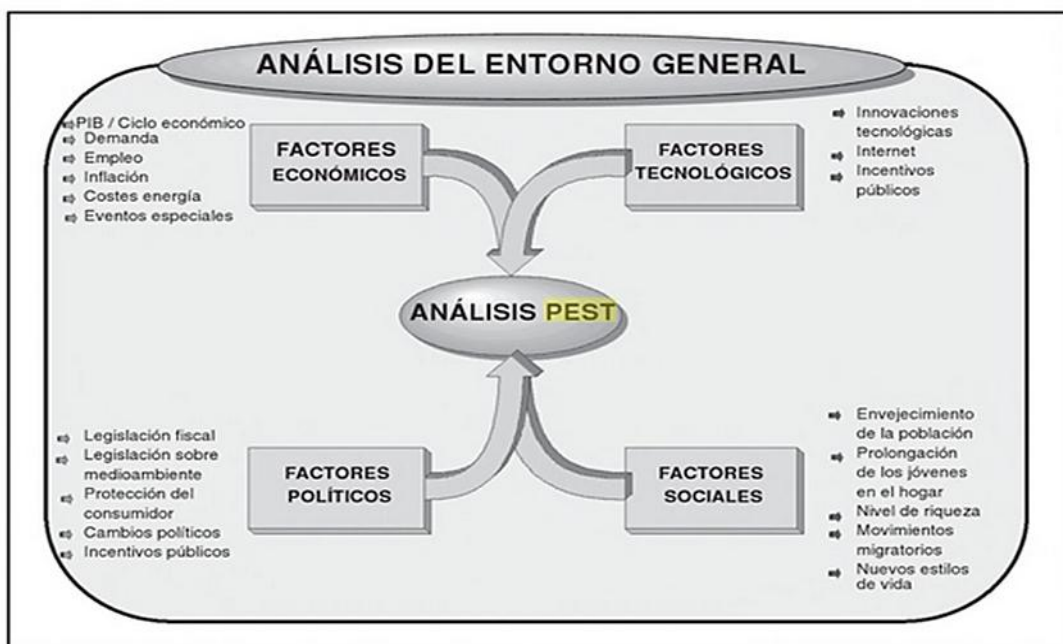 ANÁLISIS DEL ENTORNO GENERAL
PIB / Ciclo económico
Demanda
Empleo
Inflación
Costes energía
Eventos especiales
FACTORES
ECONÓMICOS
FACTORES
TECNOLÓGICOS
Innovaciones
tecnológicas
Internet
Incentivos
públicos
ANÁLISIS PEST
Legislación fiscal
Legislación sobre
medioambiente
Protección del
consumidor
Cambios políticos
Incentivos públicos
FACTORES
POLÍTICOS
FACTORES
SOCIALES
Envejecimiento
de la población
Prolongación
de los jóvenes
en el hogar
Nivel de riqueza
Movimientos
migratorios
Nuevos estilos
de vida